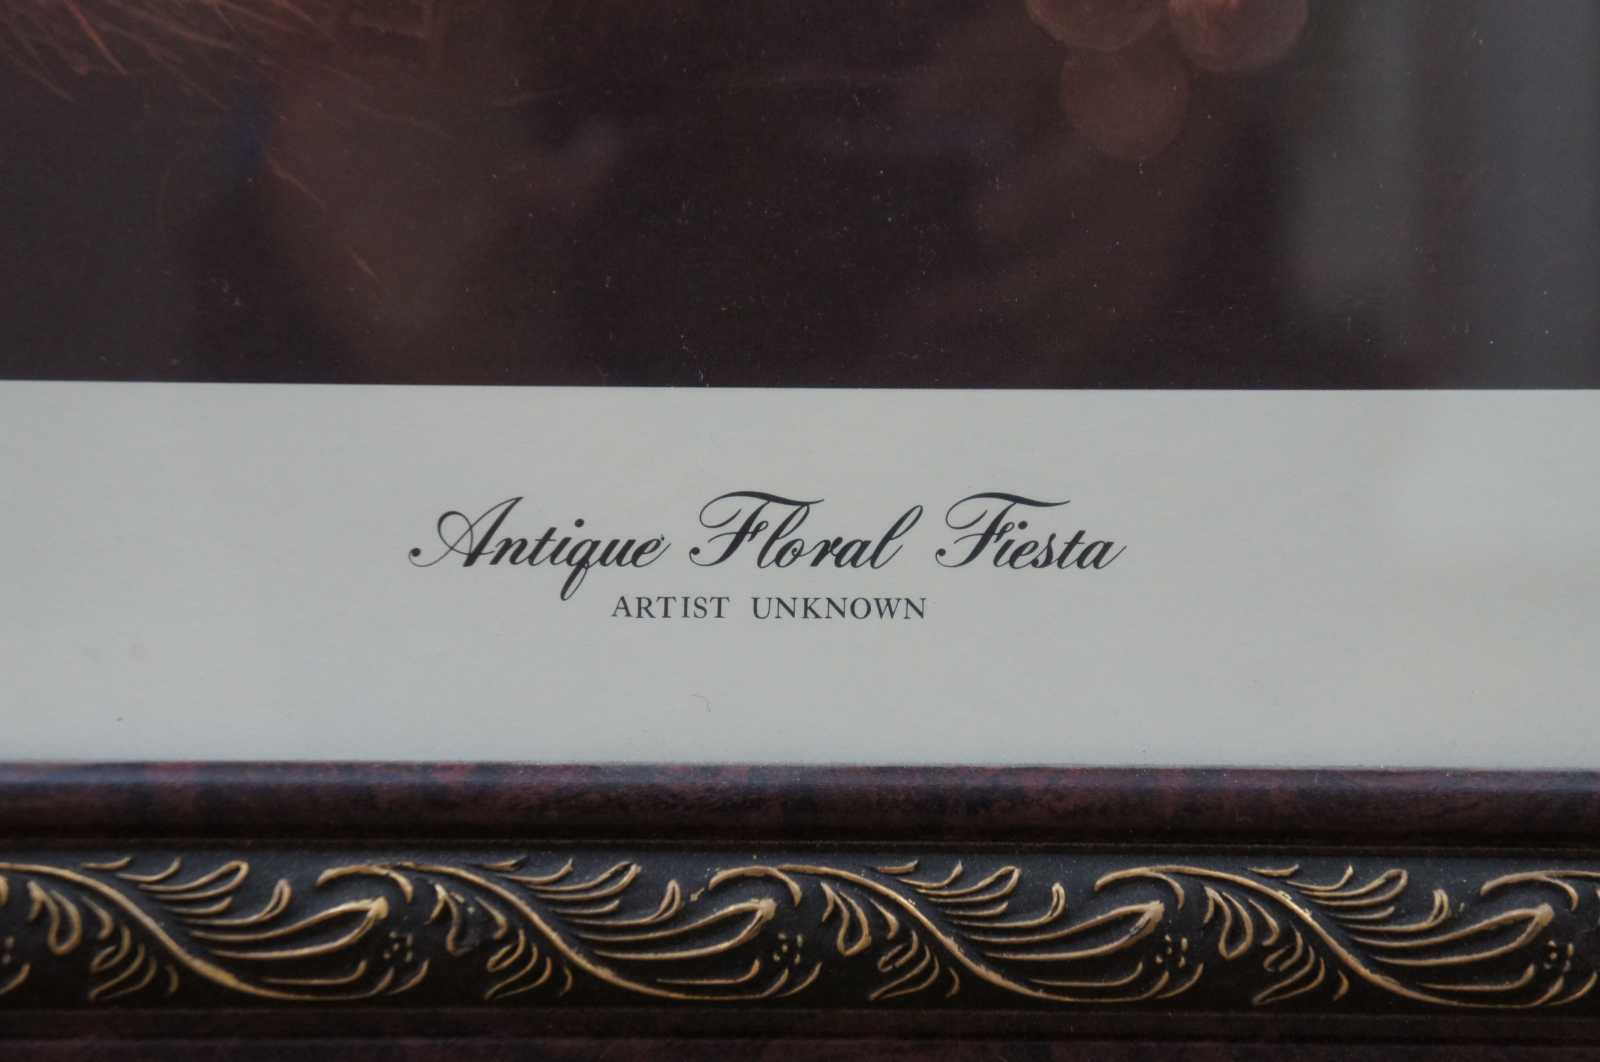 Antique Floral Fiesta
ARTIST UNKNOWN